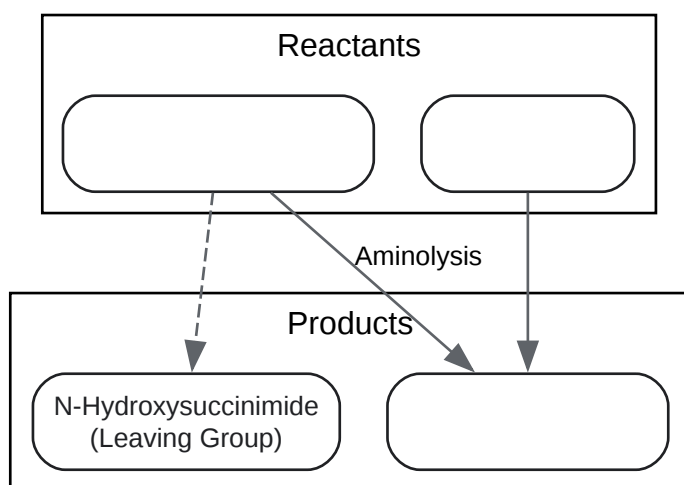 Reactants
Aminolysis
Products
N-Hydroxysuccinimide
(Leaving Group)